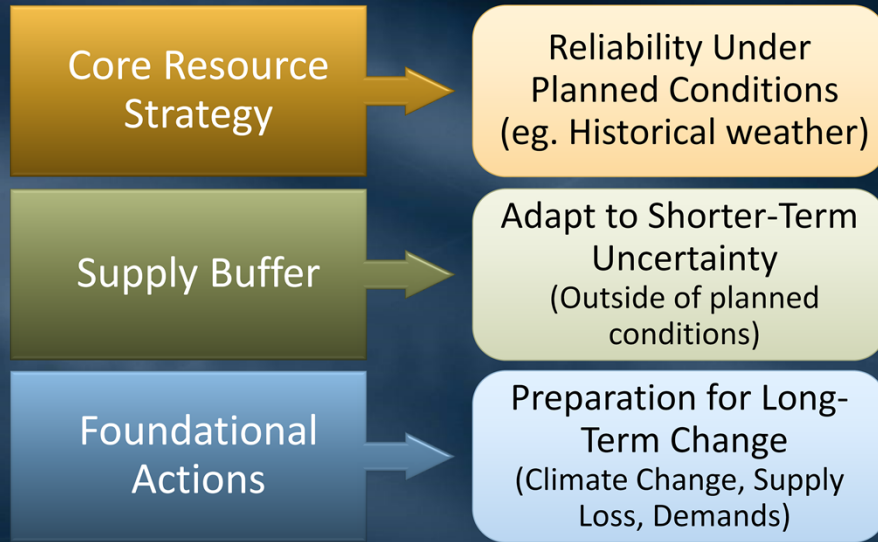 Core Resource
Strategy
Reliability Under
Planned Conditions
(eg. Historical weather)
Supply Buffer
Adapt to Shorter-Term
Uncertainty
(Outside of planned
conditions)
Foundational
Actions
Preparation for Long-
Term Change
(Climate Change, Supply
Loss, Demands)